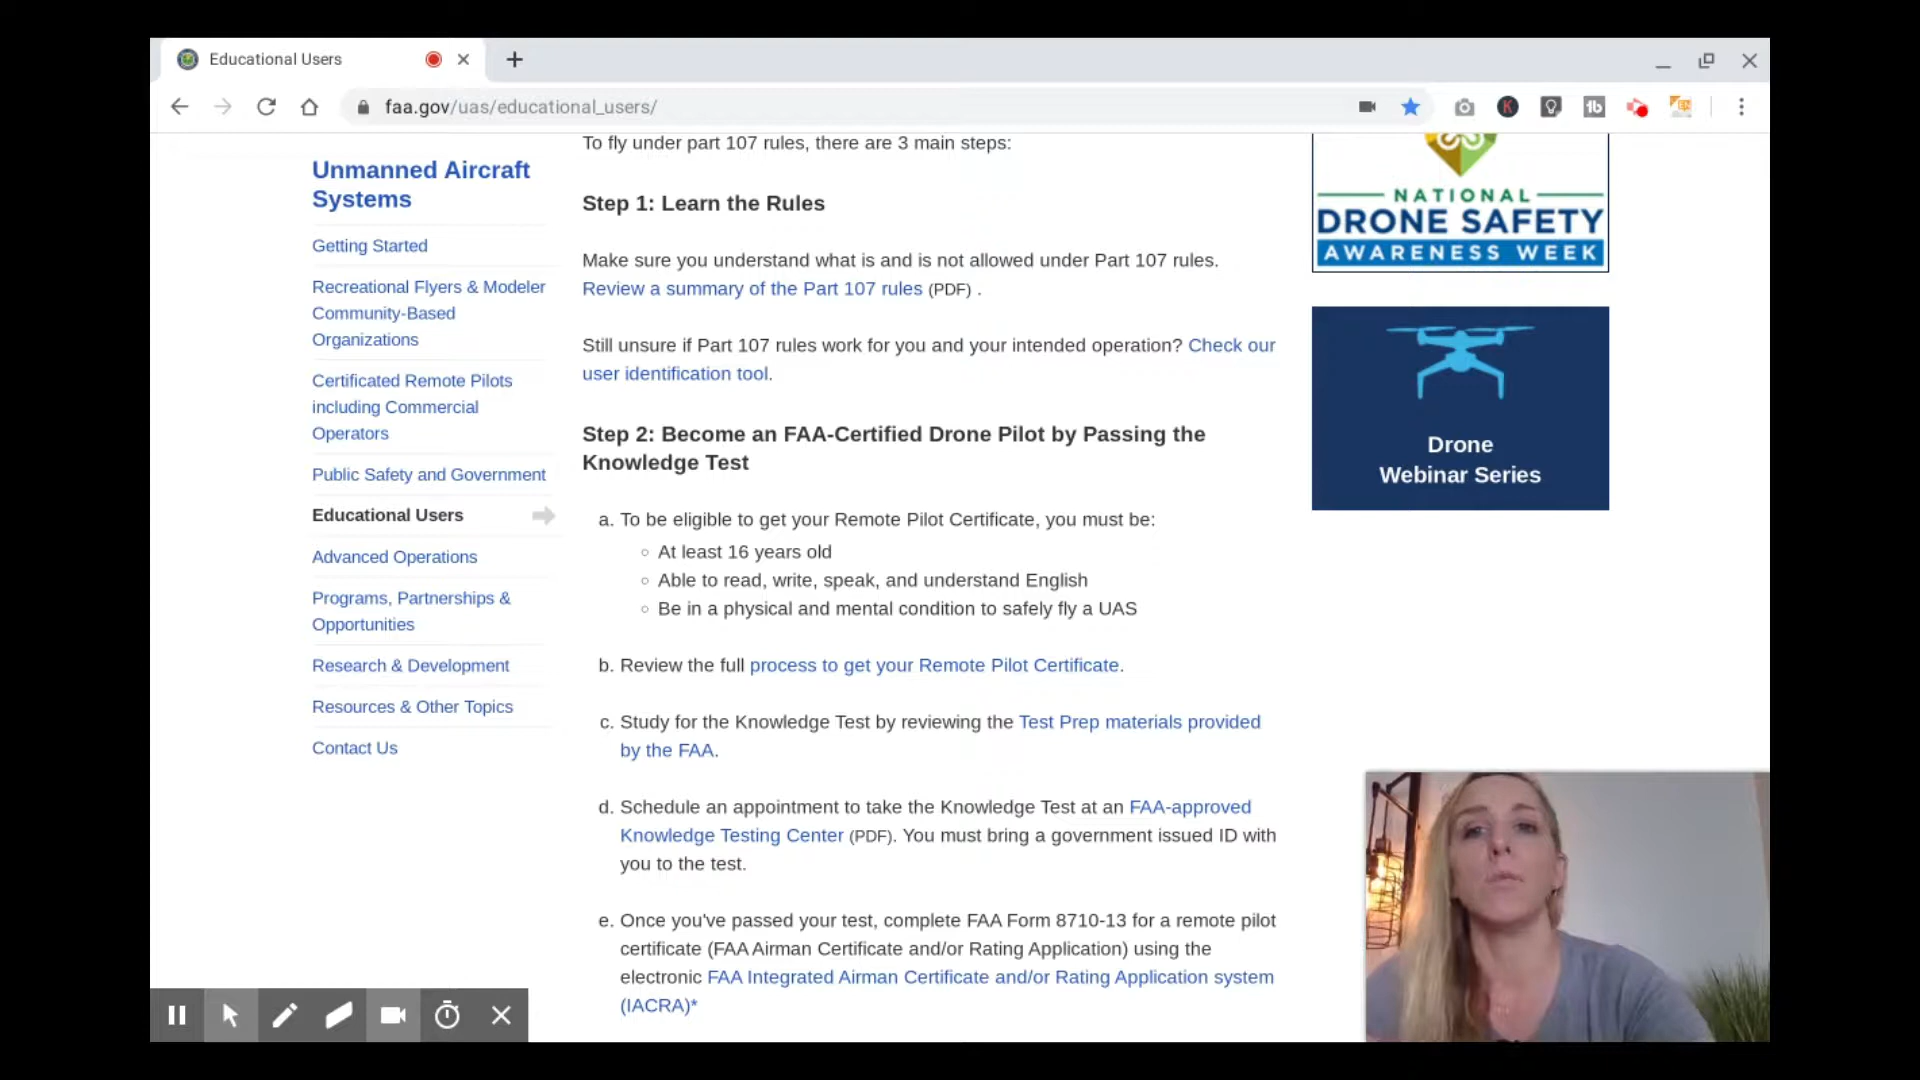 Educational Users
faa.gov/uas/educational_users/
K
1b
EN
Unmanned Aircraft
Systems
Getting Started
Recreational Flyers & Modeler
Community-Based
Organizations
Certificated Remote Pilots
including Commercial
Operators
Public Safety and Government
Educational Users
Advanced Operations
Programs, Partnerships &
Opportunities
Research & Development
Resources & Other Topics
Contact Us
To fly under part 107 rules, there are 3 main steps:
Step 1: Learn the Rules
Make sure you understand what is and is not allowed under Part 107 rules.
Review a summary of the Part 107 rules (PDF) .
Still unsure if Part 107 rules work for you and your intended operation? Check our
user identification tool.
Step 2: Become an FAA-Certified Drone Pilot by Passing the
Knowledge Test
a. To be eligible to get your Remote Pilot Certificate, you must be:
◦ At least 16 years old
◦ Able to read, write, speak, and understand English
◦ Be in a physical and mental condition to safely fly a UAS
b. Review the full process to get your Remote Pilot Certificate.
c. Study for the Knowledge Test by reviewing the Test Prep materials provided
by the FAA.
d. Schedule an appointment to take the Knowledge Test at an FAA-approved
Knowledge Testing Center (PDF). You must bring a government issued ID with
you to the test.
e. Once you've passed your test, complete FAA Form 8710-13 for a remote pilot
certificate (FAA Airman Certificate and/or Rating Application) using the
electronic FAA Integrated Airman Certificate and/or Rating Application system
(IACRA)*
NATIONAL
DRONE SAFETY
AWARENESS WEEK
Drone
Webinar Series